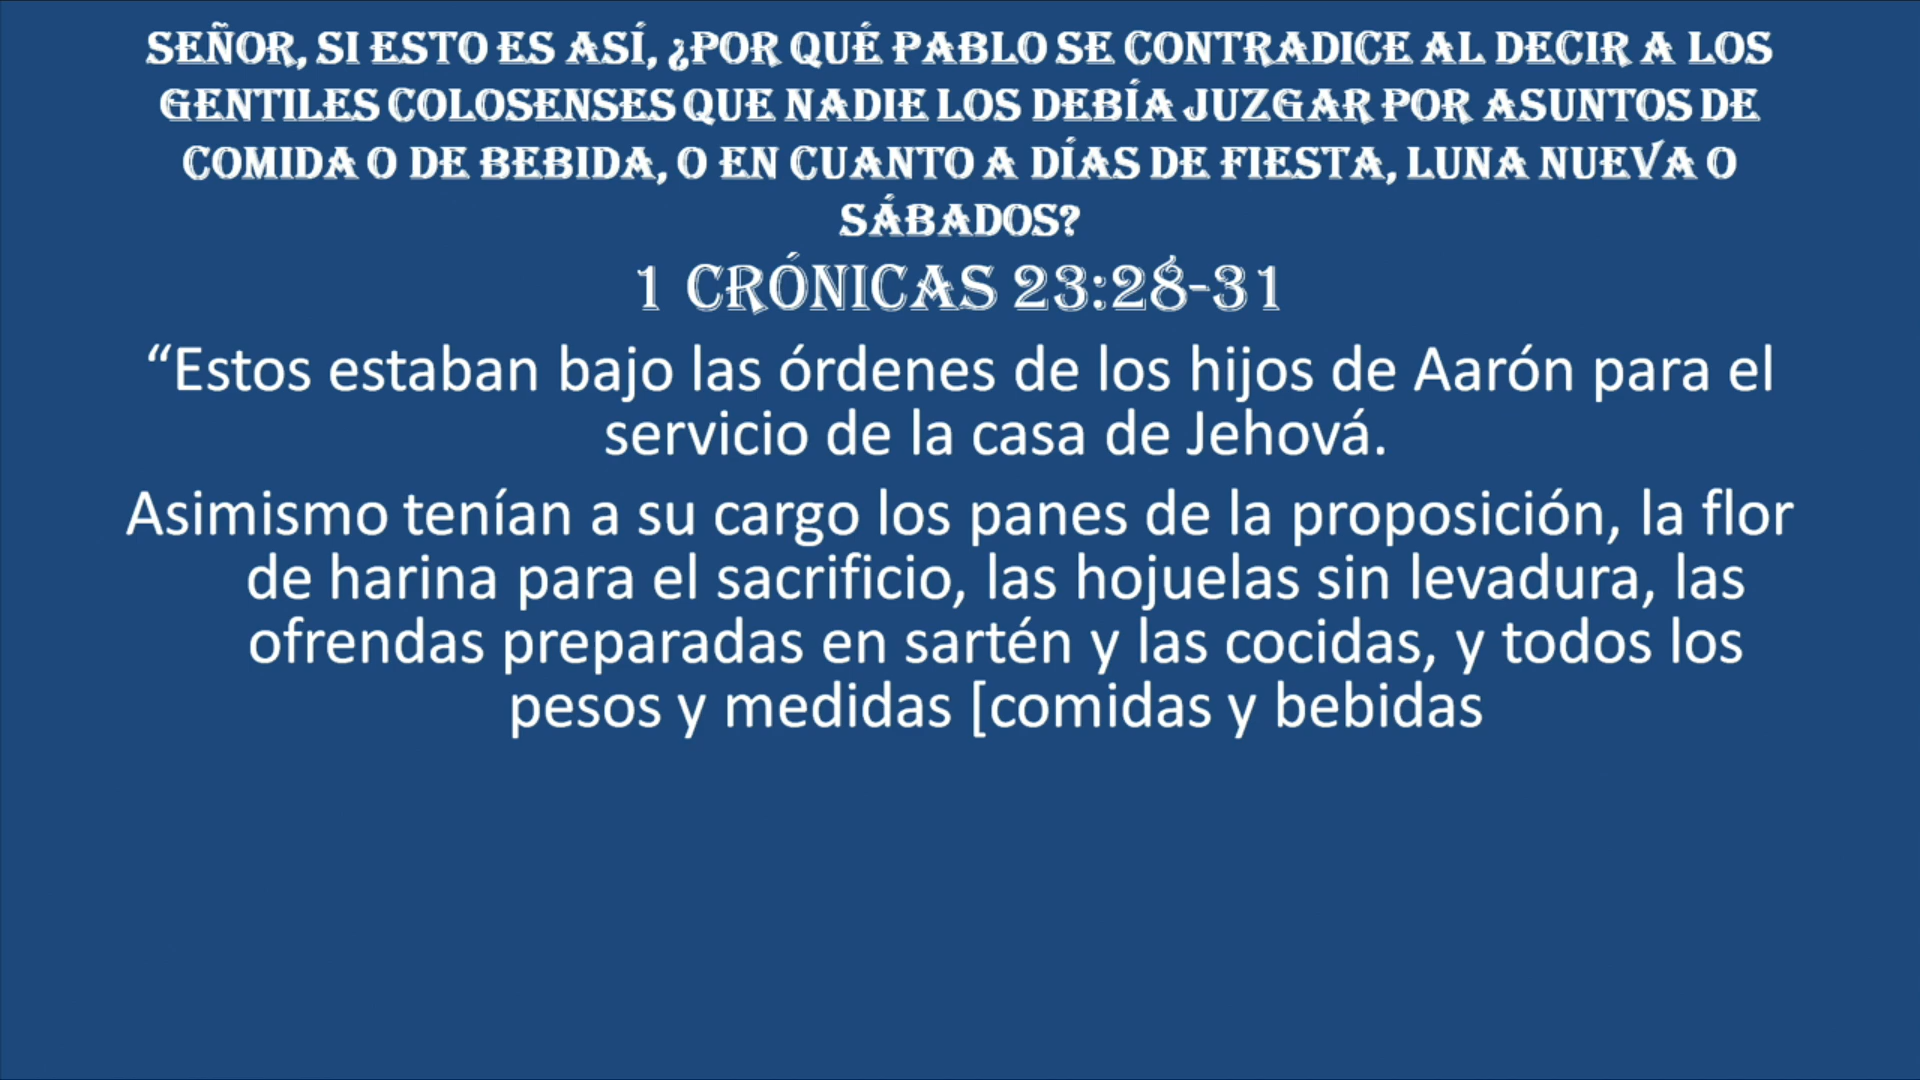 SEÑOR, SI ESTO ES ASÍ, ¿POR QUÉ PABLO SE CONTRADICE AL DECIR A LOS
GENTILES COLOSENSES QUE NADIE LOS DEBÍA JUZGAR POR ASUNTOS DE
COMIDA O DE BEBIDA, O EN CUANTO A DÍAS DE FIESTA, LUNA NUEVA O
SÁBADOS?
1 CRÓNICAS 23:28-31
“Estos estaban bajo las órdenes de los hijos de Aarón para el
servicio de la casa de Jehová.
Asimismo tenían a su cargo los panes de la proposición, la flor
de harina para el sacrificio, las hojuelas sin levadura, las
ofrendas preparadas en sartén y las cocidas, y todos los
pesos y medidas [comidas y bebidas